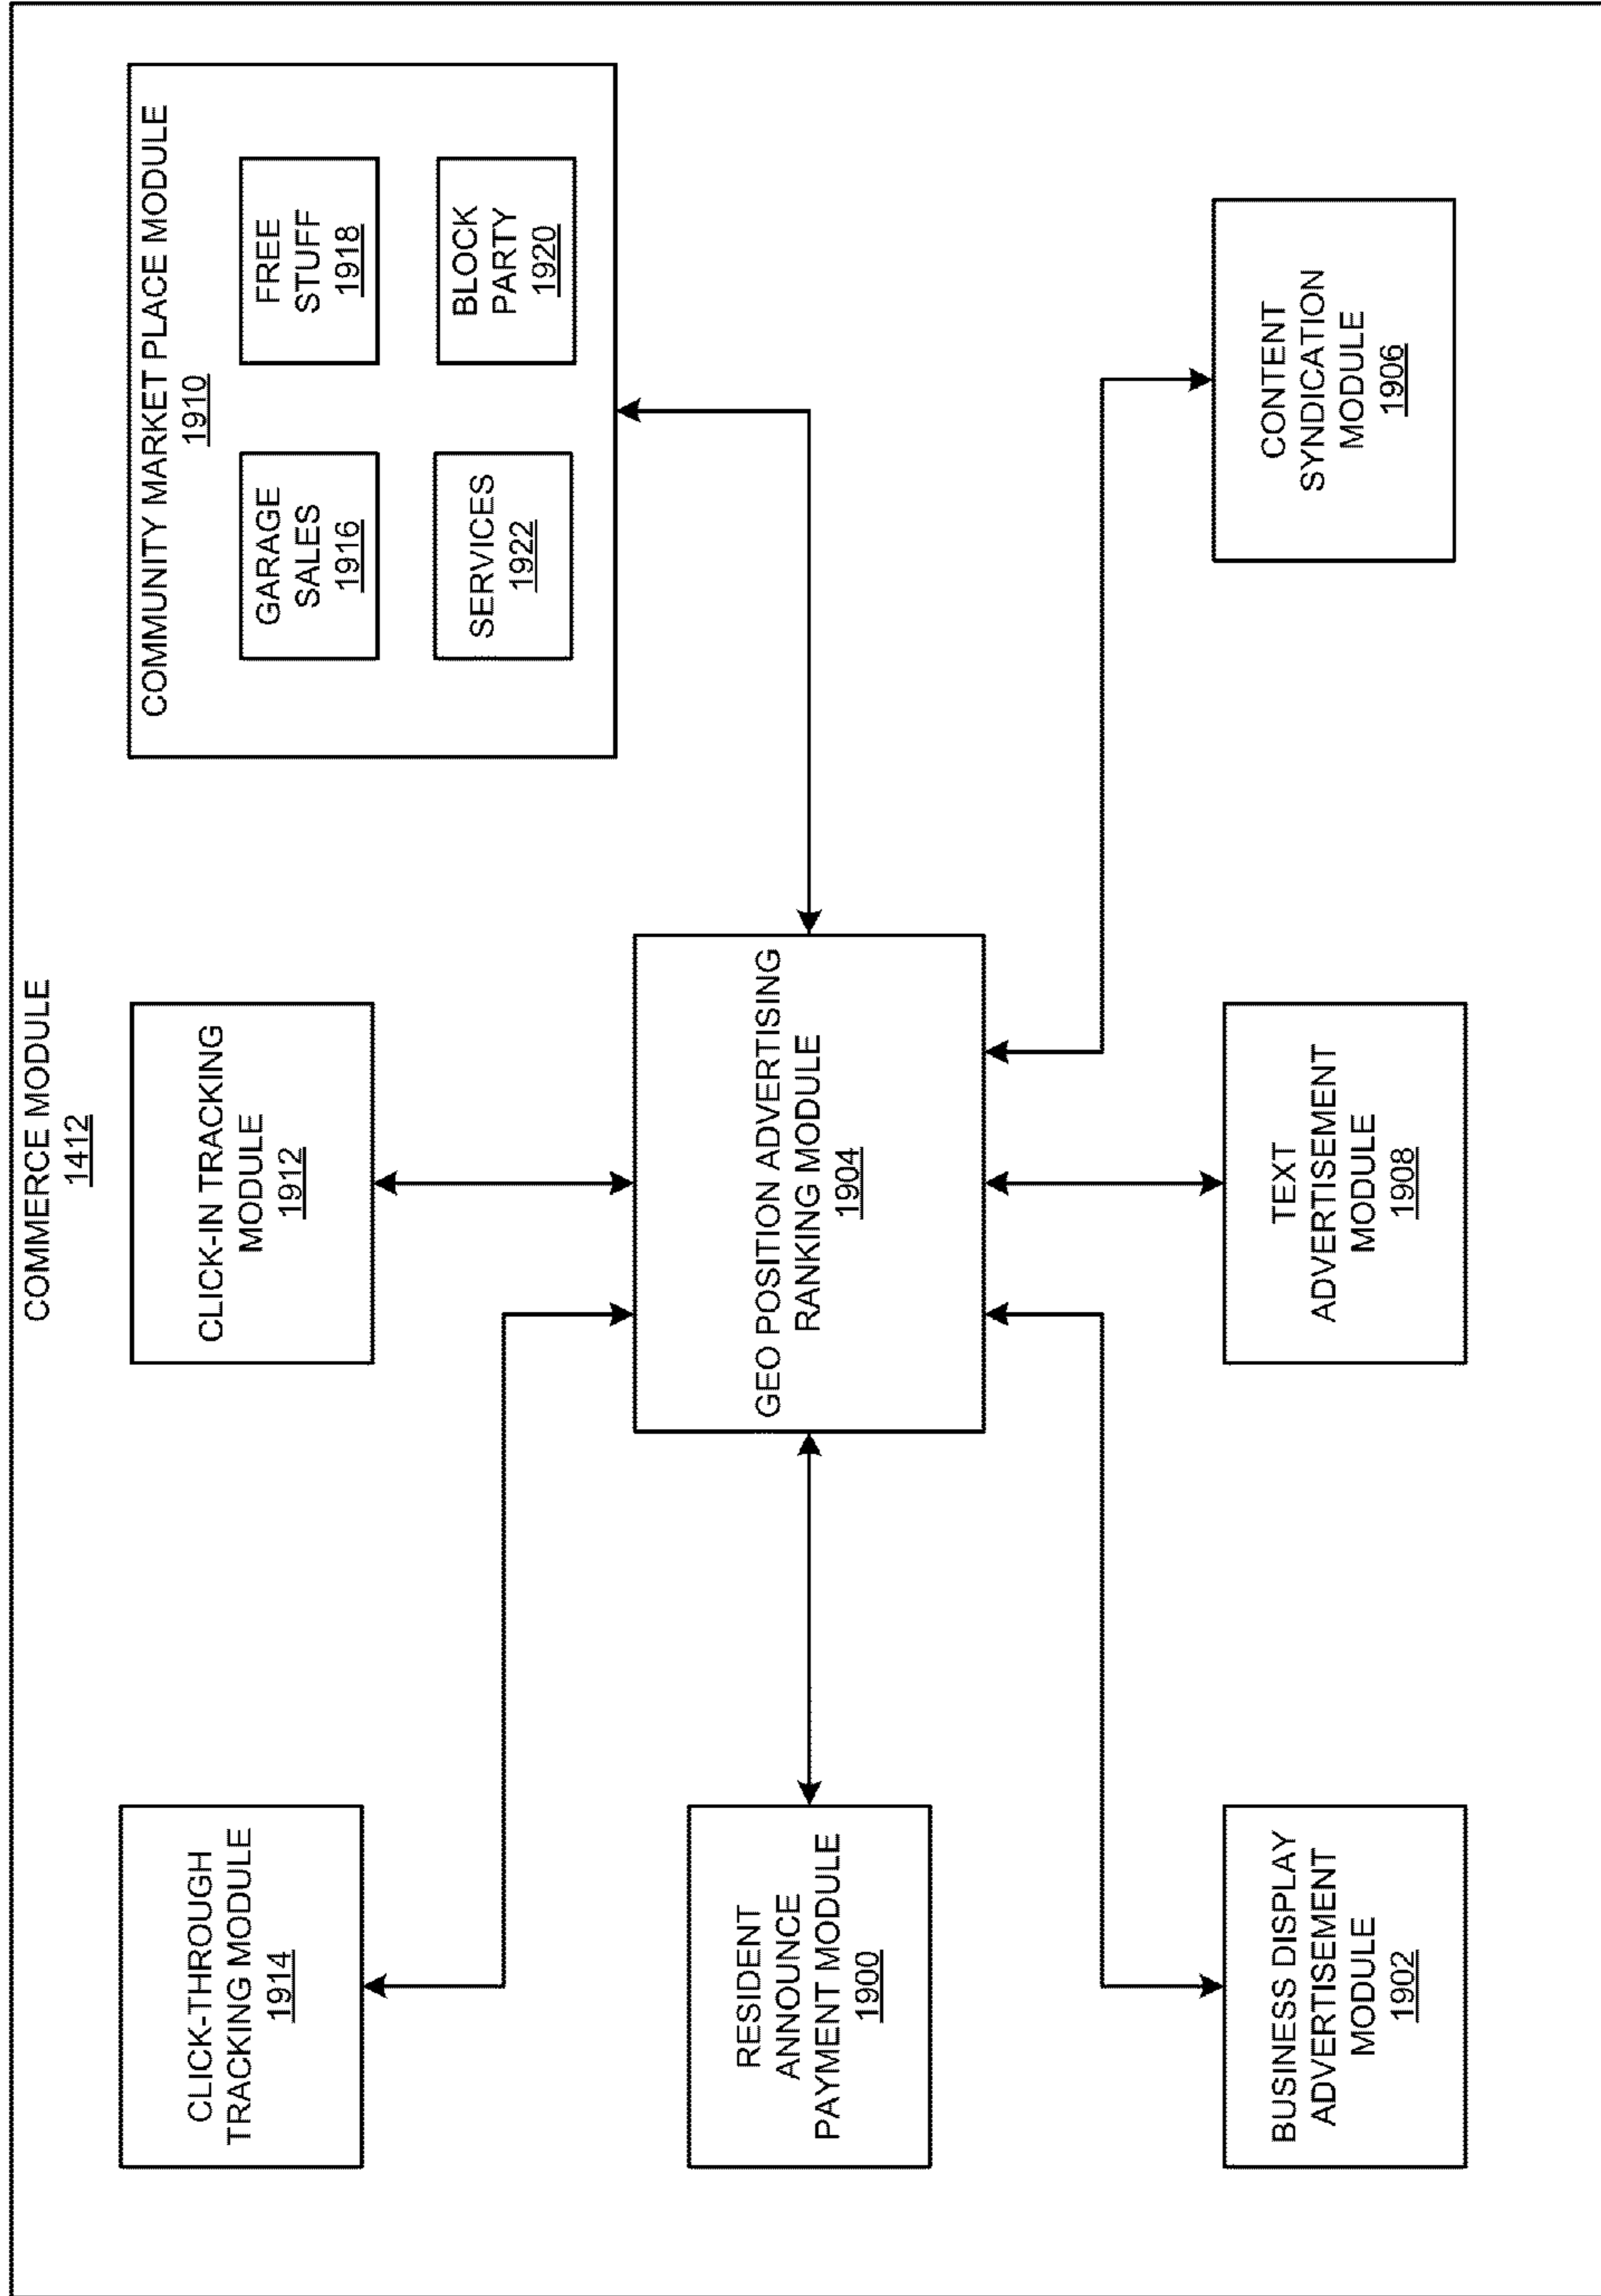 COMMERCE MODULE
1412
CLICK-THROUGH
TRACKING MODULE
1914
CLICK-IN TRACKING
MODULE
1912
COMMUNITY MARKET PLACE MODULE
1910
GARAGE
SALES
1916
FREE
STUFF
1918
SERVICES
1922
BLOCK
PARTY
1920
RESIDENT
ANNOUNCE
PAYMENT MODULE
1900
GEO POSITION ADVERTISING
RANKING MODULE
1904
BUSINESS DISPLAY
ADVERTISEMENT
MODULE
1902
TEXT
ADVERTISEMENT
MODULE
1908
CONTENT
SYNDICATION
MODULE
1906